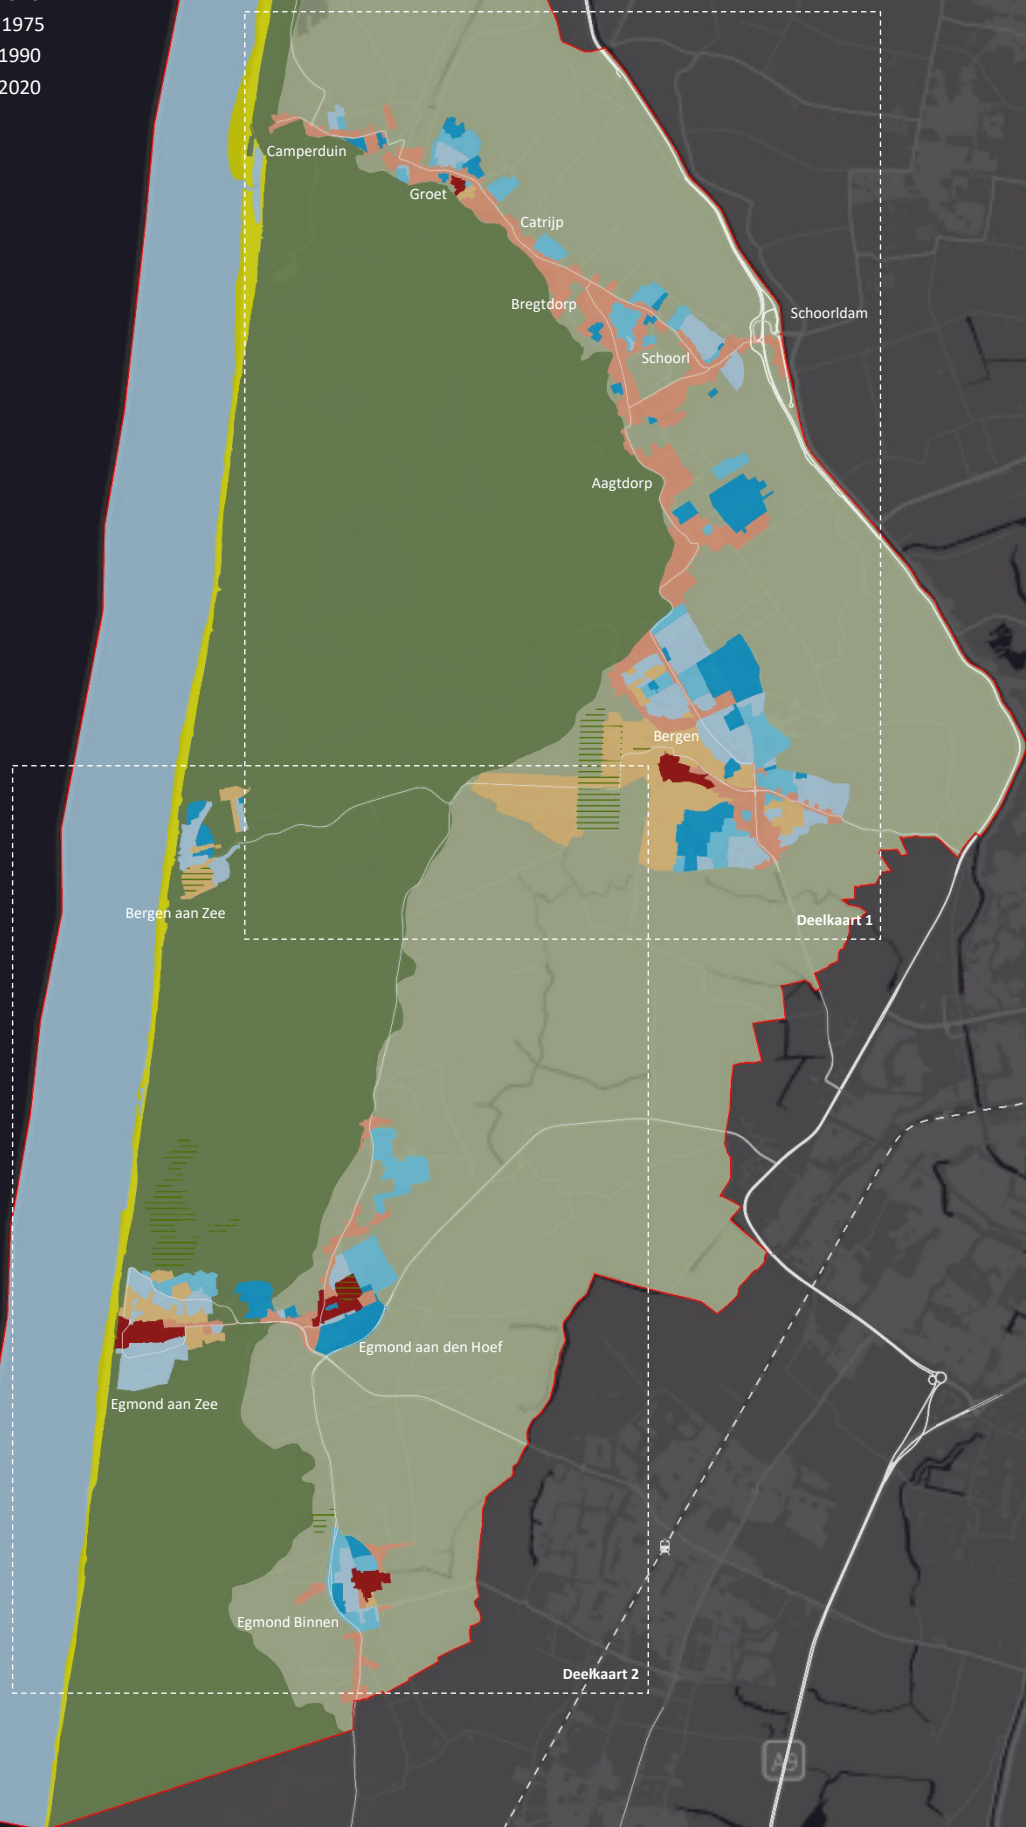 1975
1990
2020
Camperduin
Groet
Catrijp
Bregtdorp
Schoorldam
Schoorl
Aagtdorp
Bergen
Bergen aan Zee
Deelkaart 1
Egmond aan den Hoef
Egmond aan Zee
Egmond Binnen
Deelkaart 2
A9